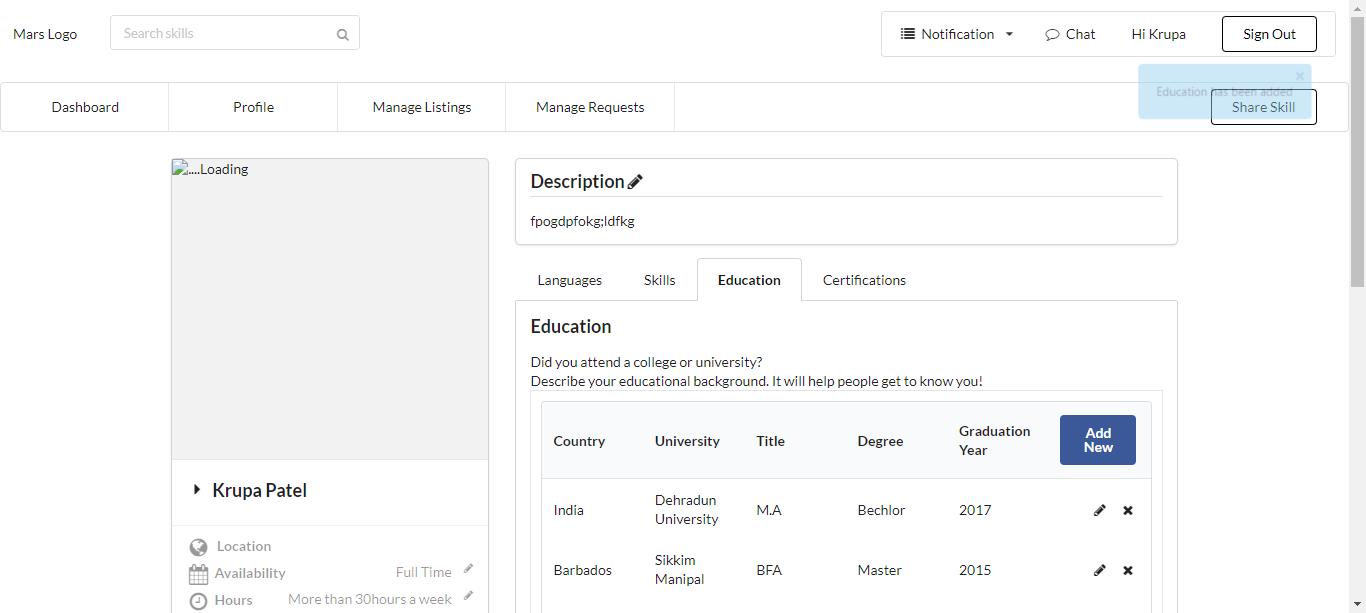 Mars Logo
Search skills
Notification
Chat
Hi Krupa
Sign Out
Education has been added
Dashboard
Profile
Manage Listings
Manage Requests
Share Skill
....Loading
Description
fpogdpfokg;ldfkg
Languages
Skills
Education
Certifications
Education
Did you attend a college or university?
Describe your educational background. It will help people get to know you!
Country
University
Title
Degree
Graduation
Year
Add
New
India
Dehradun
University
M.A
Bechlor
2017
Barbados
Sikkim
Manipal
BFA
Master
2015
Krupa Patel
Location
Availability
Full Time
Hours
More than 30hours a week